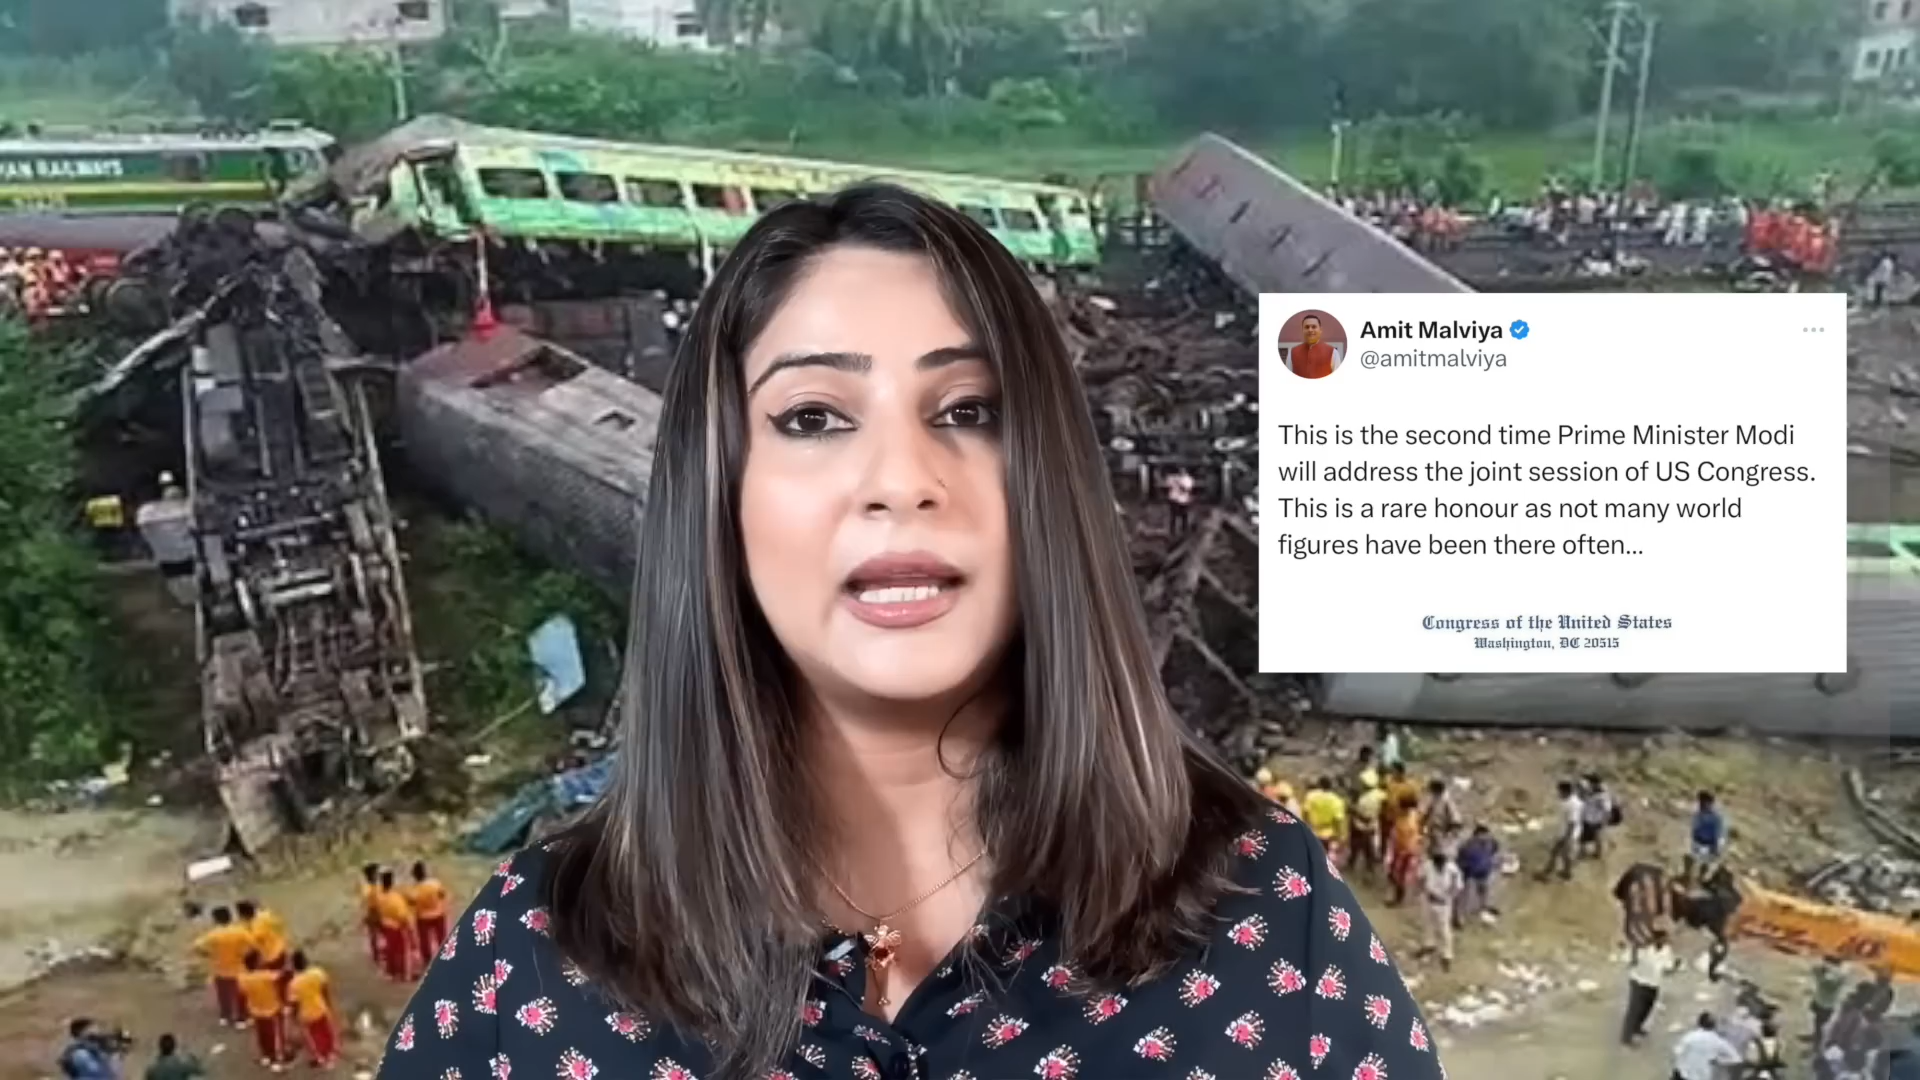 RAILWAYS
Amit Malviya
@amitmalviya
This is the second time Prime Minister Modi
will address the joint session of US Congress.
This is a rare honour as not many world
figures have been there often...
Congress of the United States
Washington, DC 20515